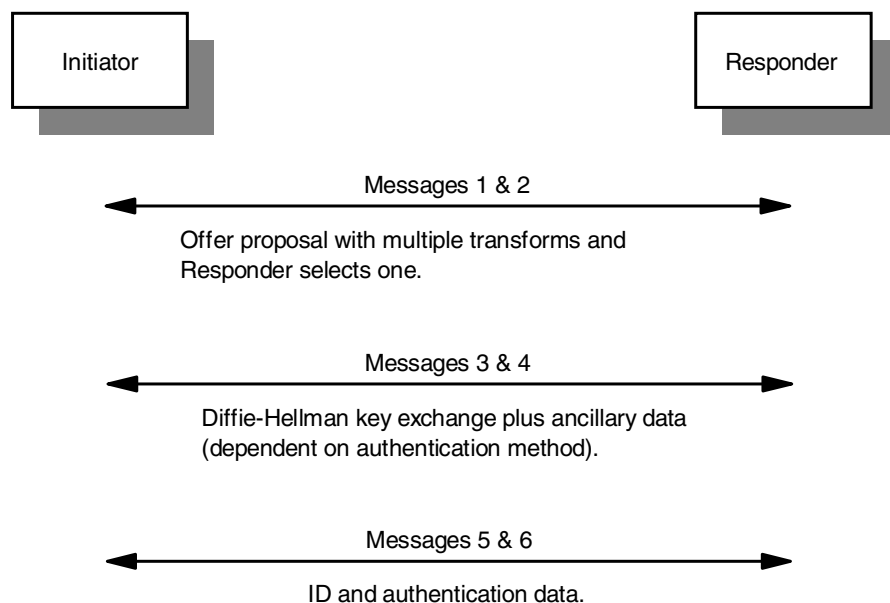 Initiator
Responder
Messages 1 & 2
Offer proposal with multiple transforms and
Responder selects one.
Messages 3 & 4
Diffie-Hellman key exchange plus ancillary data
(dependent on authentication method).
Messages 5 & 6
ID and authentication data.